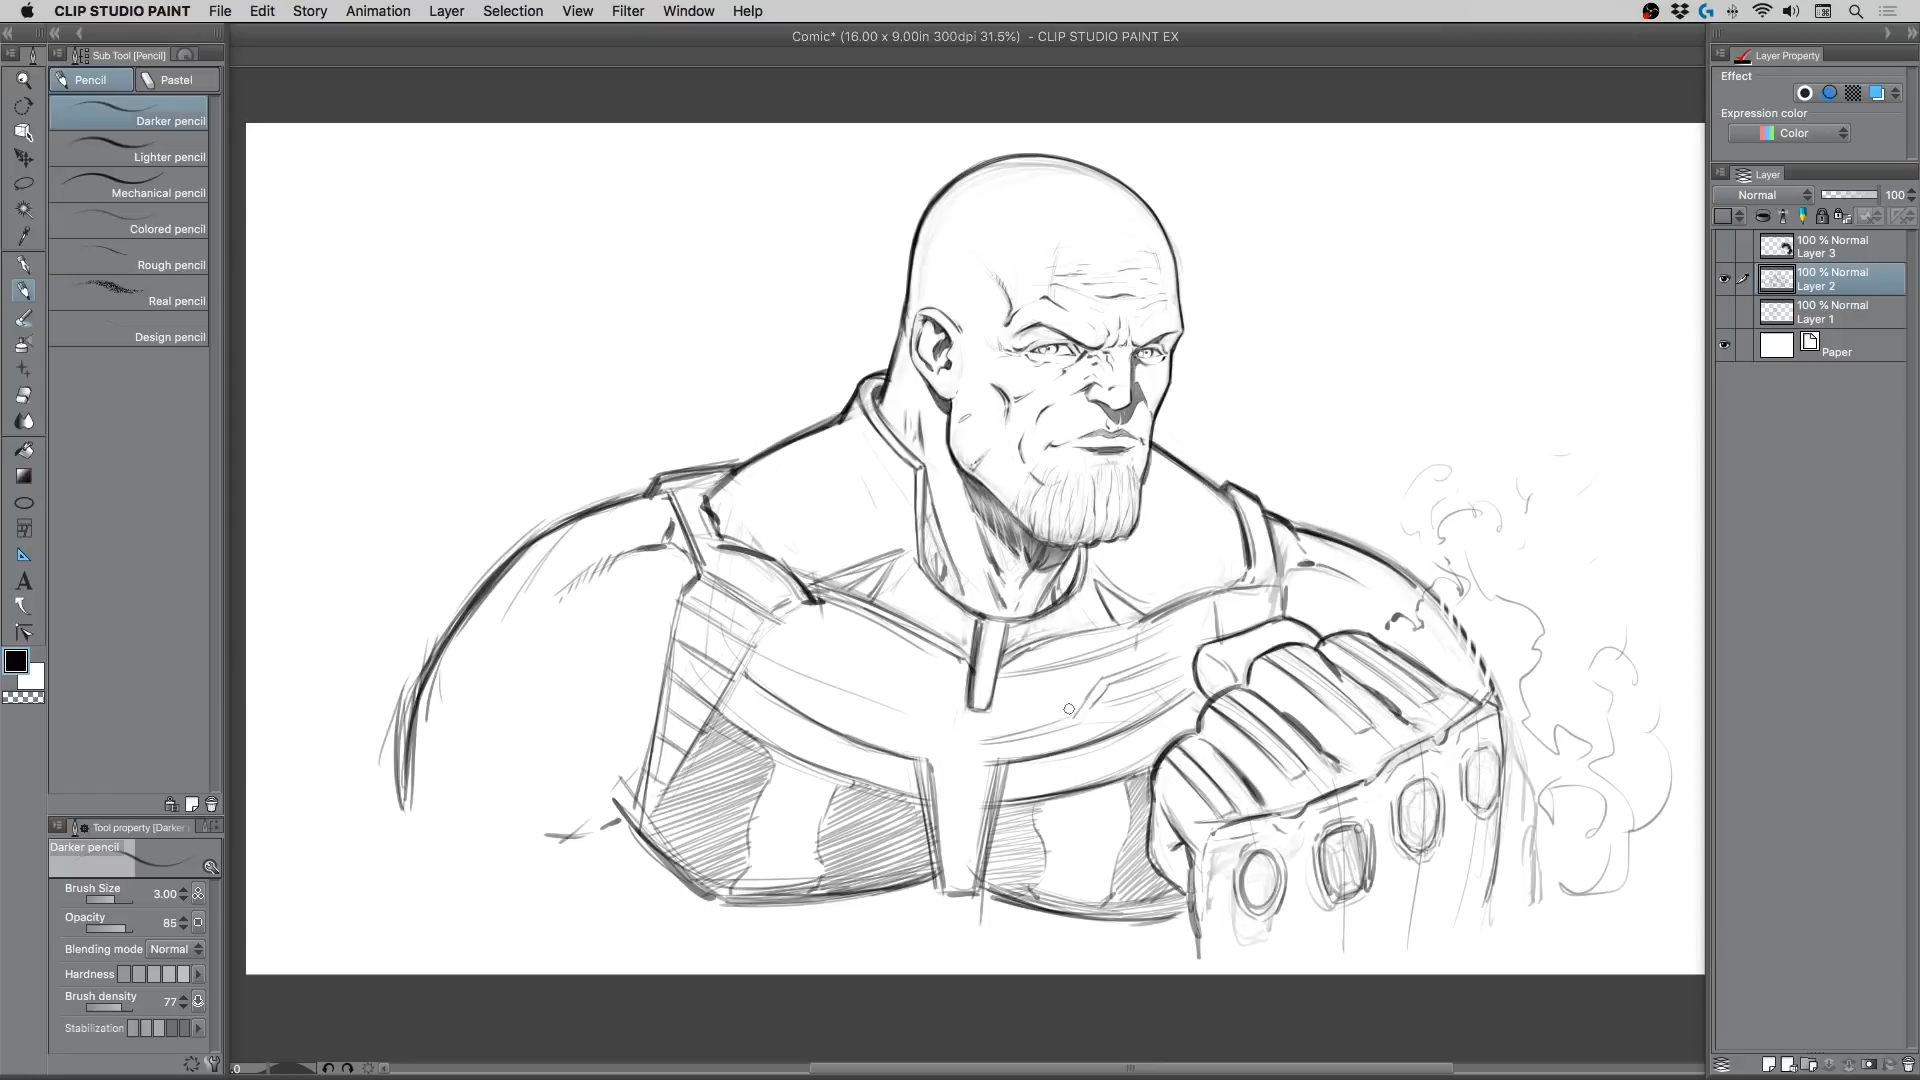 CLIP STUDIO PAINT File Edit Story Animation Layer Selection View Filter Window Help
Comic* (16.00 x 9.00in 300dpi 31.5%) - CLIP STUDIO PAINT EX
Sub Tool [Pencil]
Pencil Pastel
Darker pencil
Lighter pencil
Mechanical pencil
Colored pencil
Rough pencil
Real pencil
Design pencil
Tool property [Darker
Darker pencil
Brush Size 3.00
Opacity 85
Blending mode Normal
Hardness
Brush density 77
Stabilization
.0
Layer Property
Effect
Expression color
Color
Layer
Normal 100
100 % Normal
Layer 3
100 % Normal
Layer 2
100 % Normal
Layer 1
Paper